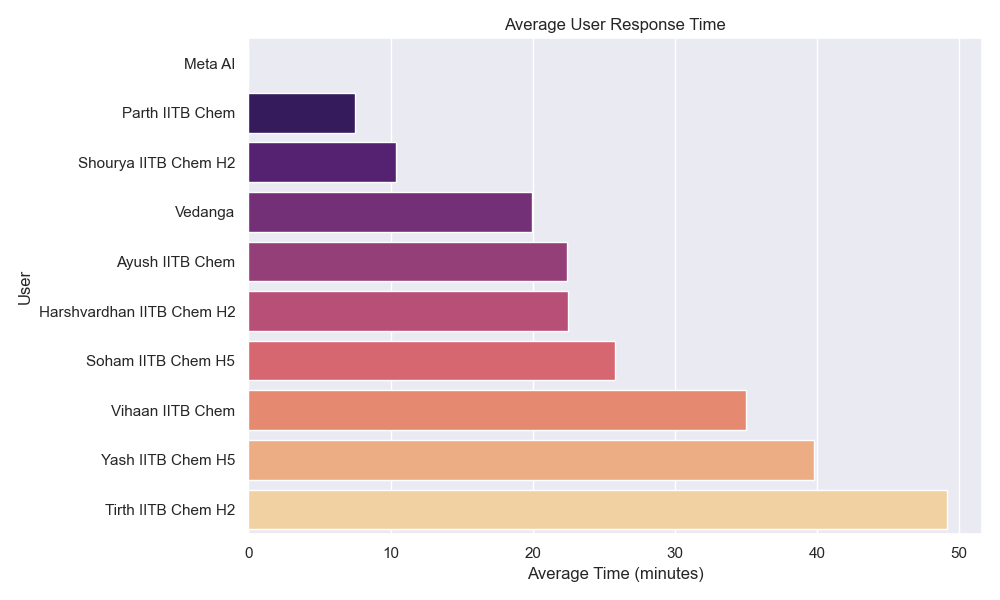 Average User Response Time
User
Meta AI
Parth IITB Chem
Shourya IITB Chem H2
Vedanga
Ayush IITB Chem
Harshvardhan IITB Chem H2
Soham IITB Chem H5
Vihaan IITB Chem
Yash IITB Chem H5
Tirth IITB Chem H2
0 10 20 30 40 50
Average Time (minutes)